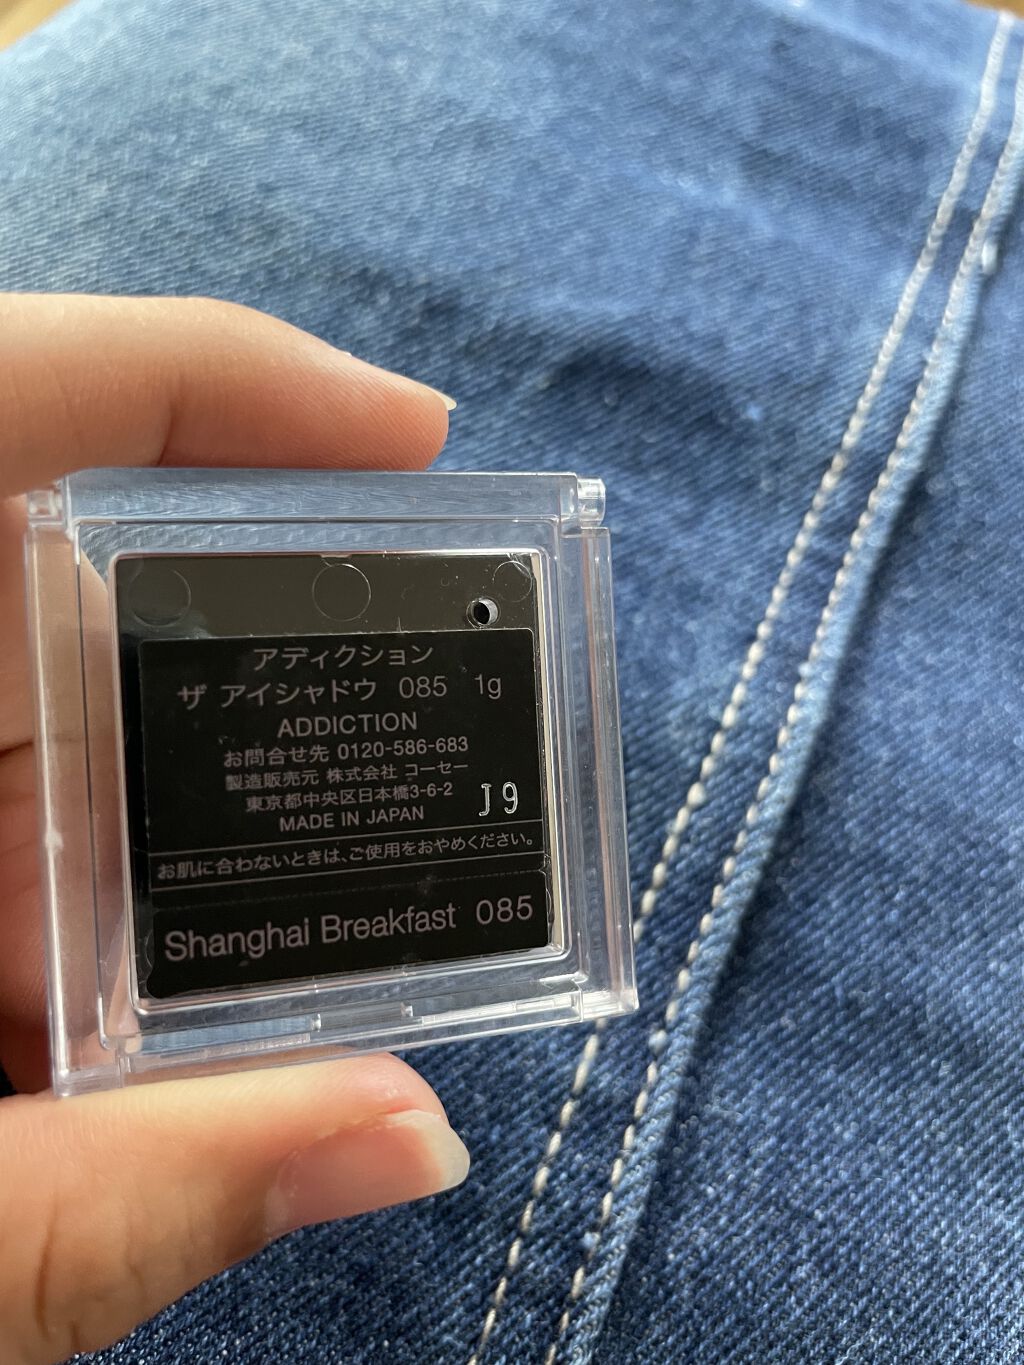 アディクション
ザ アイシャドウ 085 1g
ADDICTION
お問合せ先 0120-586-683
製造販売元 株式会社 コーセー
東京都中央区日本橋3-6-2
MADE IN JAPAN
J9
お肌に合わないときは、ご使用をおやめください。
Shanghai Breakfast 085